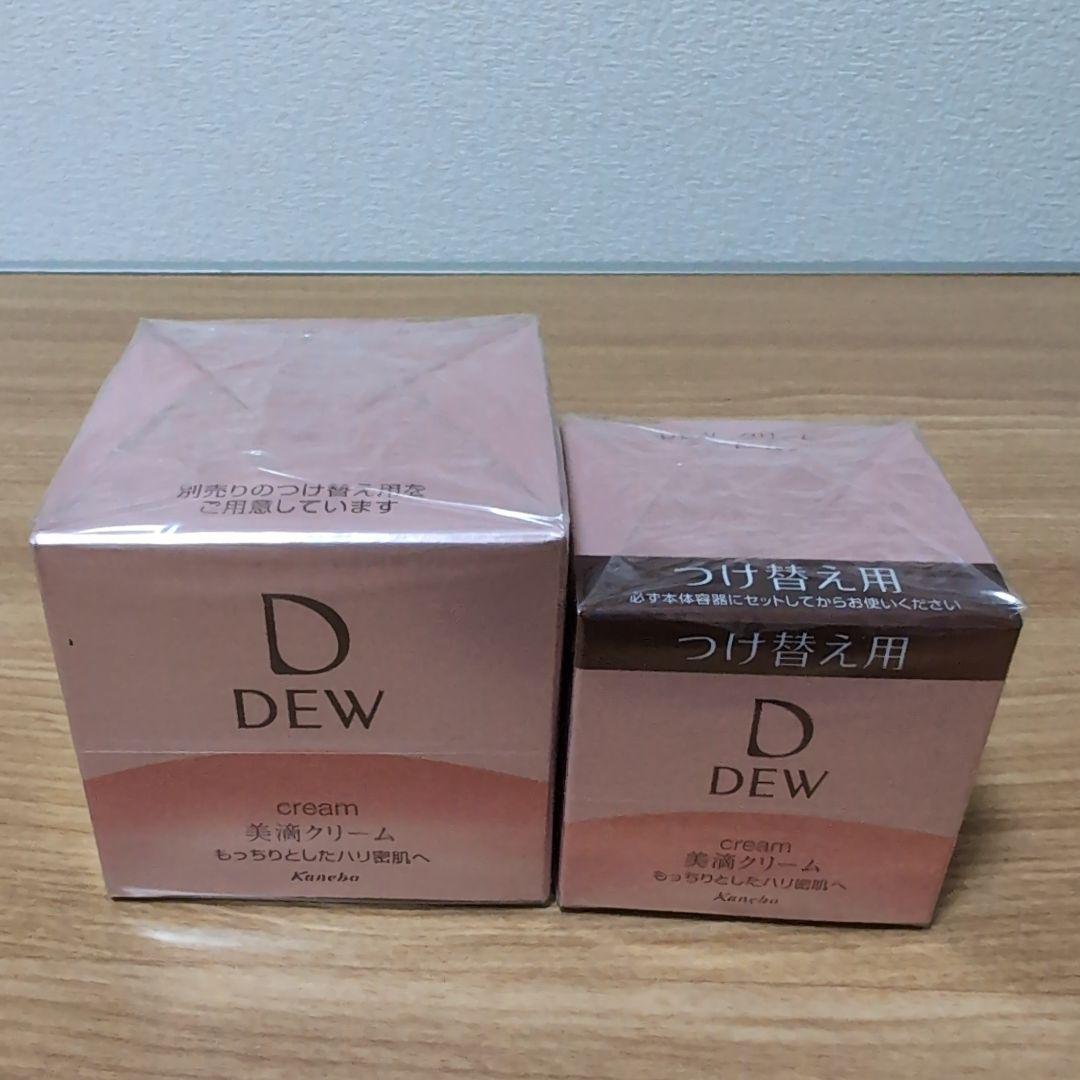 別売りのつけ替え用を
ご用意しています
D
DEW
cream
美滴クリーム
もっちりとしたハリ密肌へ
Kanebo
つけ替え用
必ず本体容器にセットしてからお使いください
つけ替え用
D
DEW
cream
美滴クリーム
もっちりとしたハリ密肌へ
Kanebo